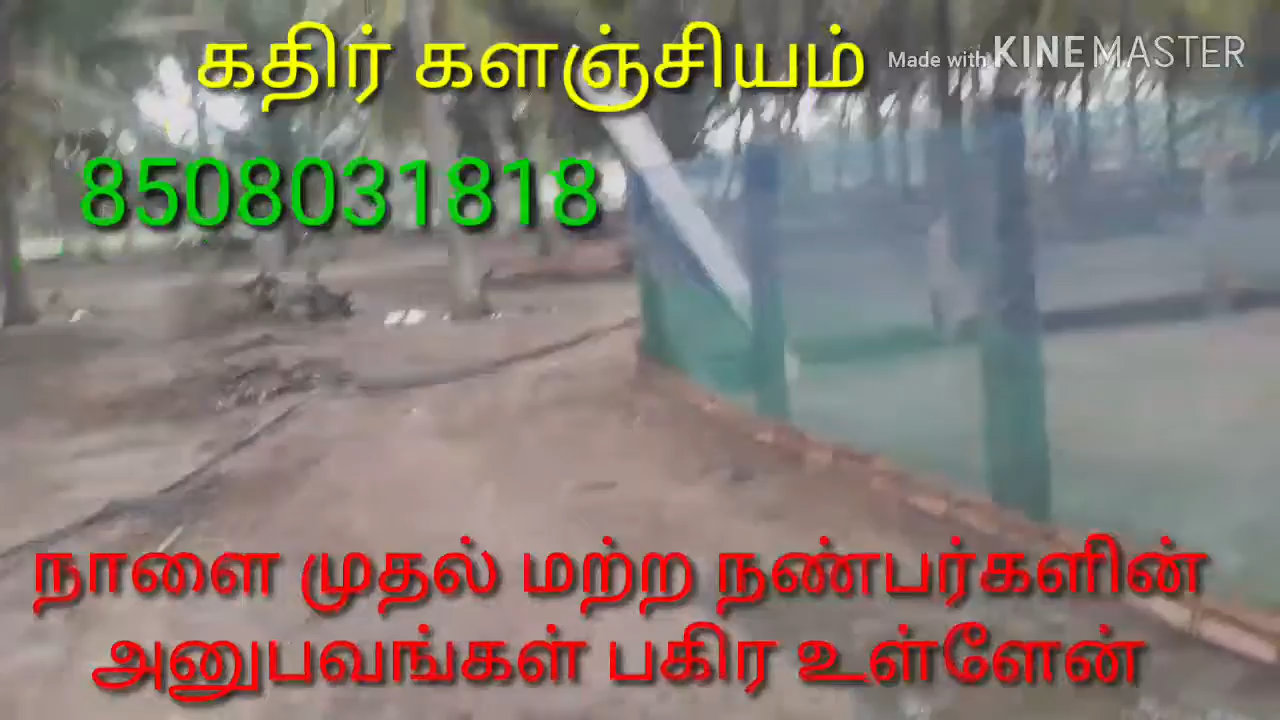 கதிர் களஞ்சியம்
Made with KINEMASTER
8508031818
நாளை முதல் மற்ற நண்பர்களின்
அனுபவங்கள் பகிர உள்ளேன்